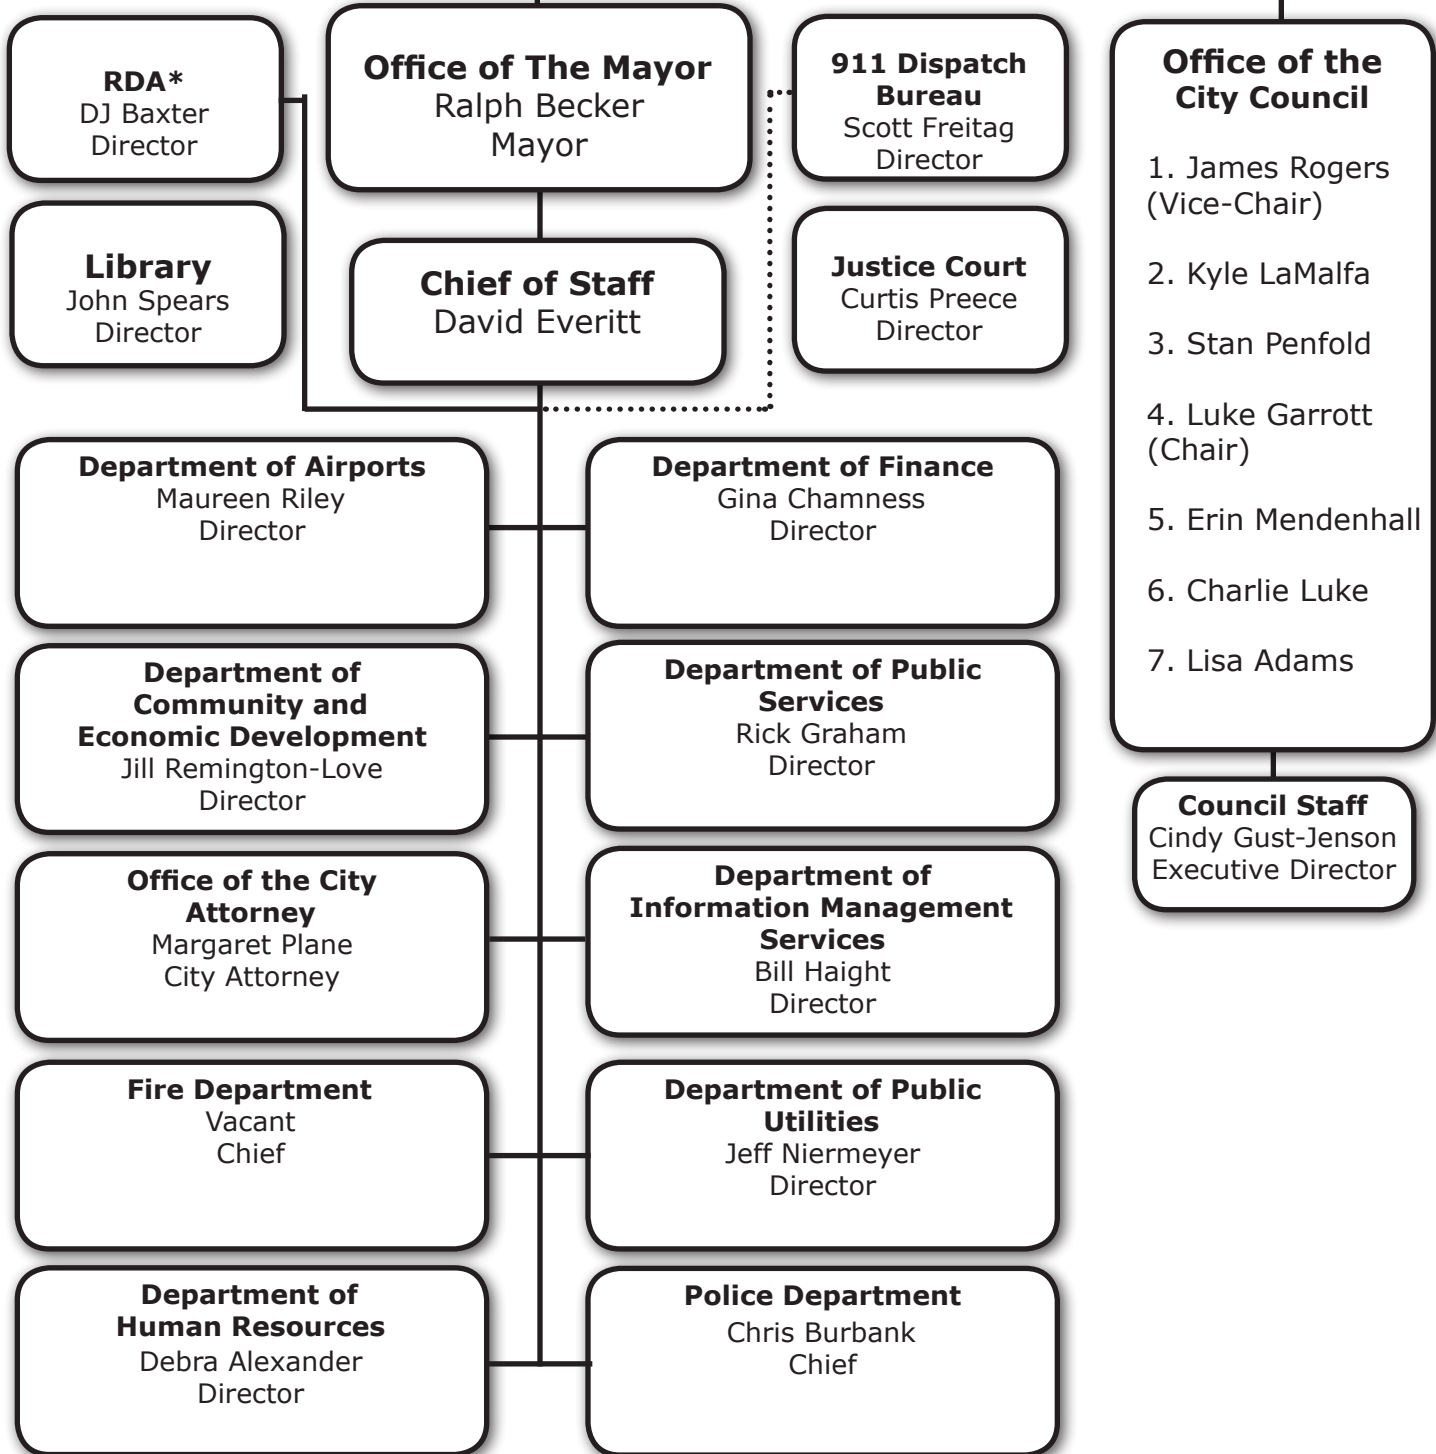 RDA*
DJ Baxter
Director
Office of The Mayor
Ralph Becker
Mayor
911 Dispatch
Bureau
Scott Freitag
Director
Office of the
City Council
1. James Rogers
(Vice-Chair)
2. Kyle LaMalfa
3. Stan Penfold
4. Luke Garrott
(Chair)
5. Erin Mendenhall
6. Charlie Luke
7. Lisa Adams
Library
John Spears
Director
Chief of Staff
David Everitt
Justice Court
Curtis Preece
Director
Department of Airports
Maureen Riley
Director
Department of Finance
Gina Chamness
Director
Department of
Community and
Economic Development
Jill Remington-Love
Director
Department of Public
Services
Rick Graham
Director
Council Staff
Cindy Gust-Jenson
Executive Director
Office of the City
Attorney
Margaret Plane
City Attorney
Department of
Information Management
Services
Bill Haight
Director
Fire Department
Vacant
Chief
Department of Public
Utilities
Jeff Niermeyer
Director
Department of
Human Resources
Debra Alexander
Director
Police Department
Chris Burbank
Chief